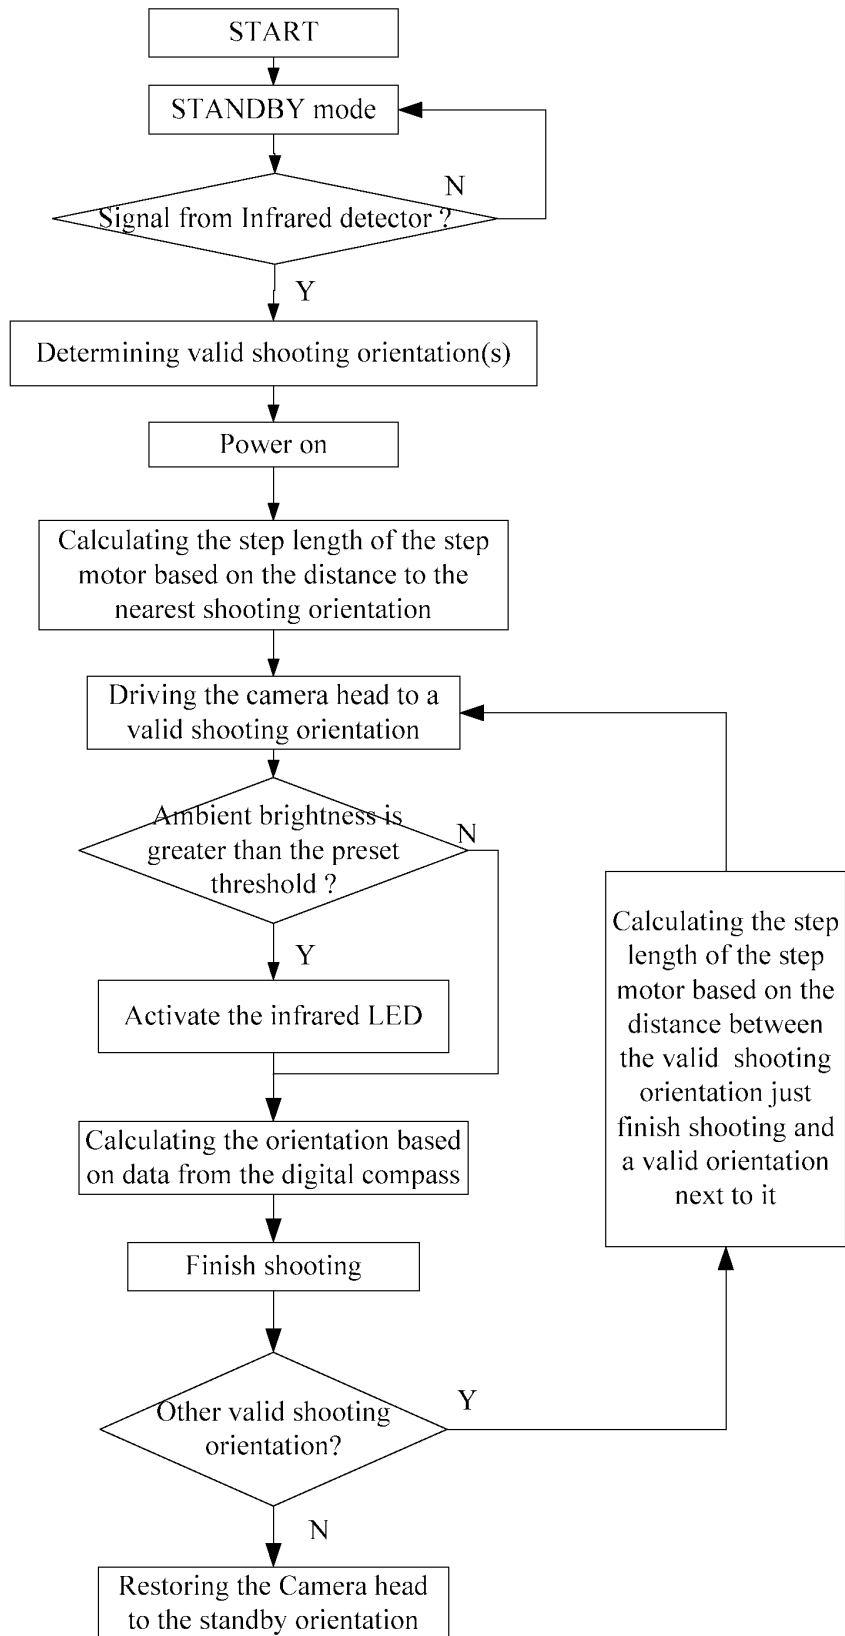 START
STANDBY mode
N
Signal from Infrared detector ?
Y
Determining valid shooting orientation(s)
Power on
Calculating the step length of the step
motor based on the distance to the
nearest shooting orientation
Driving the camera head to a
valid shooting orientation
Ambient brightness is
greater than the preset
threshold ?
N
Y
Activate the infrared LED
Calculating the step
length of the step
motor based on the
distance between
the valid shooting
orientation just
finish shooting and
a valid orientation
next to it
Calculating the orientation based
on data from the digital compass
Finish shooting
Other valid shooting
orientation?
Y
N
Restoring the Camera head
to the standby orientation